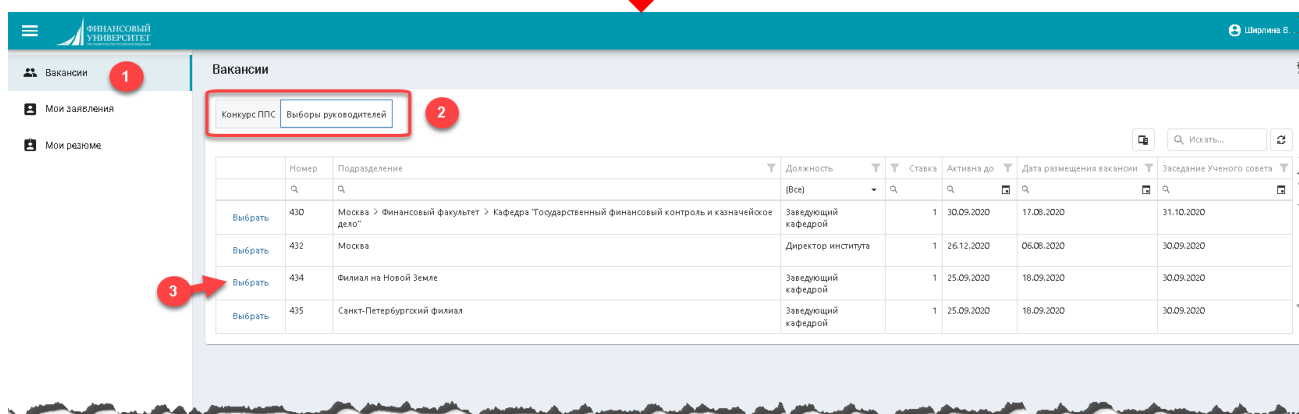 ФИНАНСОВЫЙ
УНИВЕРСИТЕТ
Ширлина В. .
Вакансии
1
Мои заявления
Мои резюме
Вакансии
Конкурс ППС Выборы руководителей
2
Искать...
Номер Подразделение Должность Ставка Активна до Дата размещения вакансии Заседание Ученого совета
(Все)
Выбрать 430 Москва > Финансовый факультет > Кафедра "Государственный финансовый контроль и казначейское дело" Заведующий кафедрой 1 30.09.2020 17.08.2020 31.10.2020
Выбрать 432 Москва Директор института 1 26.12.2020 06.08.2020 30.09.2020
3
Выбрать 434 Филиал на Новой Земле Заведующий кафедрой 1 25.09.2020 18.09.2020 30.09.2020
Выбрать 435 Санкт-Петербургский филиал Заведующий кафедрой 1 25.09.2020 18.09.2020 30.09.2020